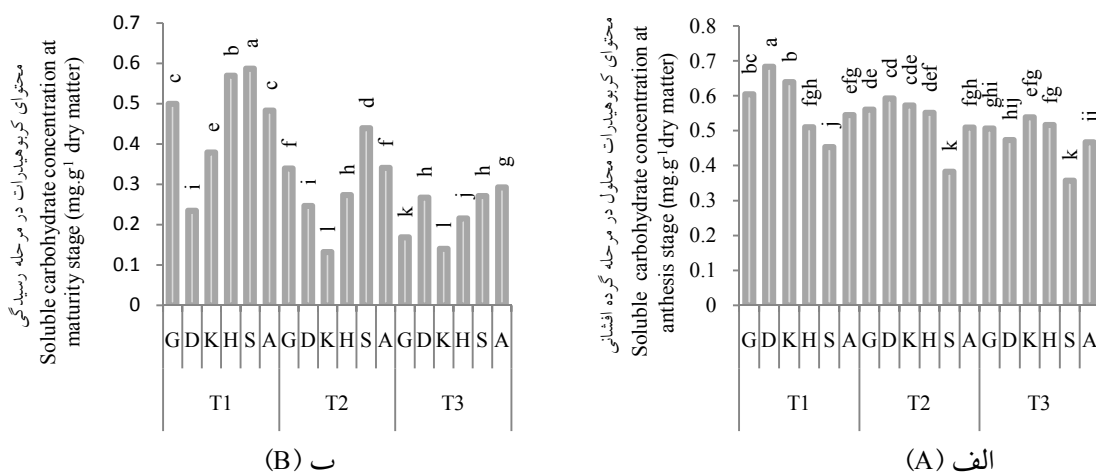 محتوای کربوهیدرات در مرحله رسیدگی
Soluble carbohydrate concentration at
maturity stage (mg.g¹ dry matter)
0.7
0.6
0.5
0.4
0.3
0.2
0.1
0
c i e b a c f i l h d f k h l j h g
G D K H S A G D K H S A G D K H S A
T1 T2 T3
ب (B)
محتوای کربوهیدرات محلول در مرحله گرده افشانی
Soluble carbohydrate concentration at
anthesis stage (mg.g⁻¹ dry matter)
0.8
0.7
0.6
0.5
0.4
0.3
0.2
0.1
0
bc a b fgh j efg de cd cde def k fgh ghi hij efg fg k ij
G D K H S A G D K H S A G D K H S A
T1 T2 T3
الف (A)